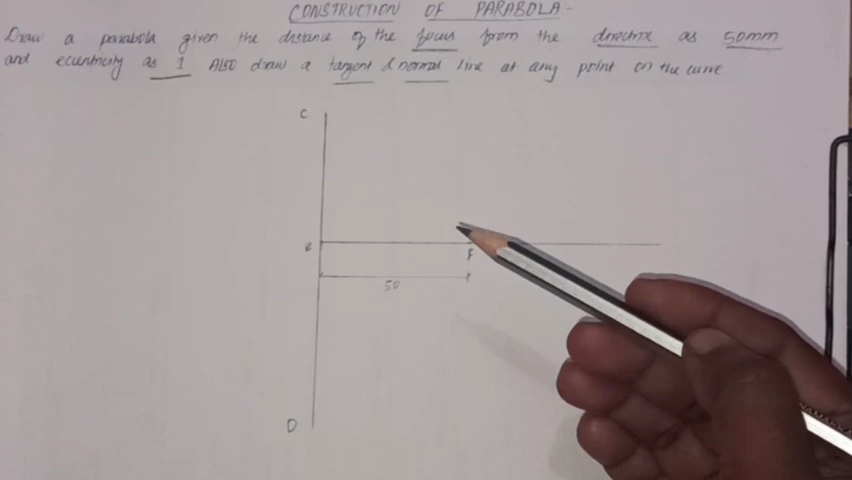 CONSTRUCTION OF PARABOLA-
Draw a parabola given the distance of the focus from the directrix as 50mm
and eccentricity as 1 ALSO draw a tangent & normal line at any point on the curve
C
e F
50
D